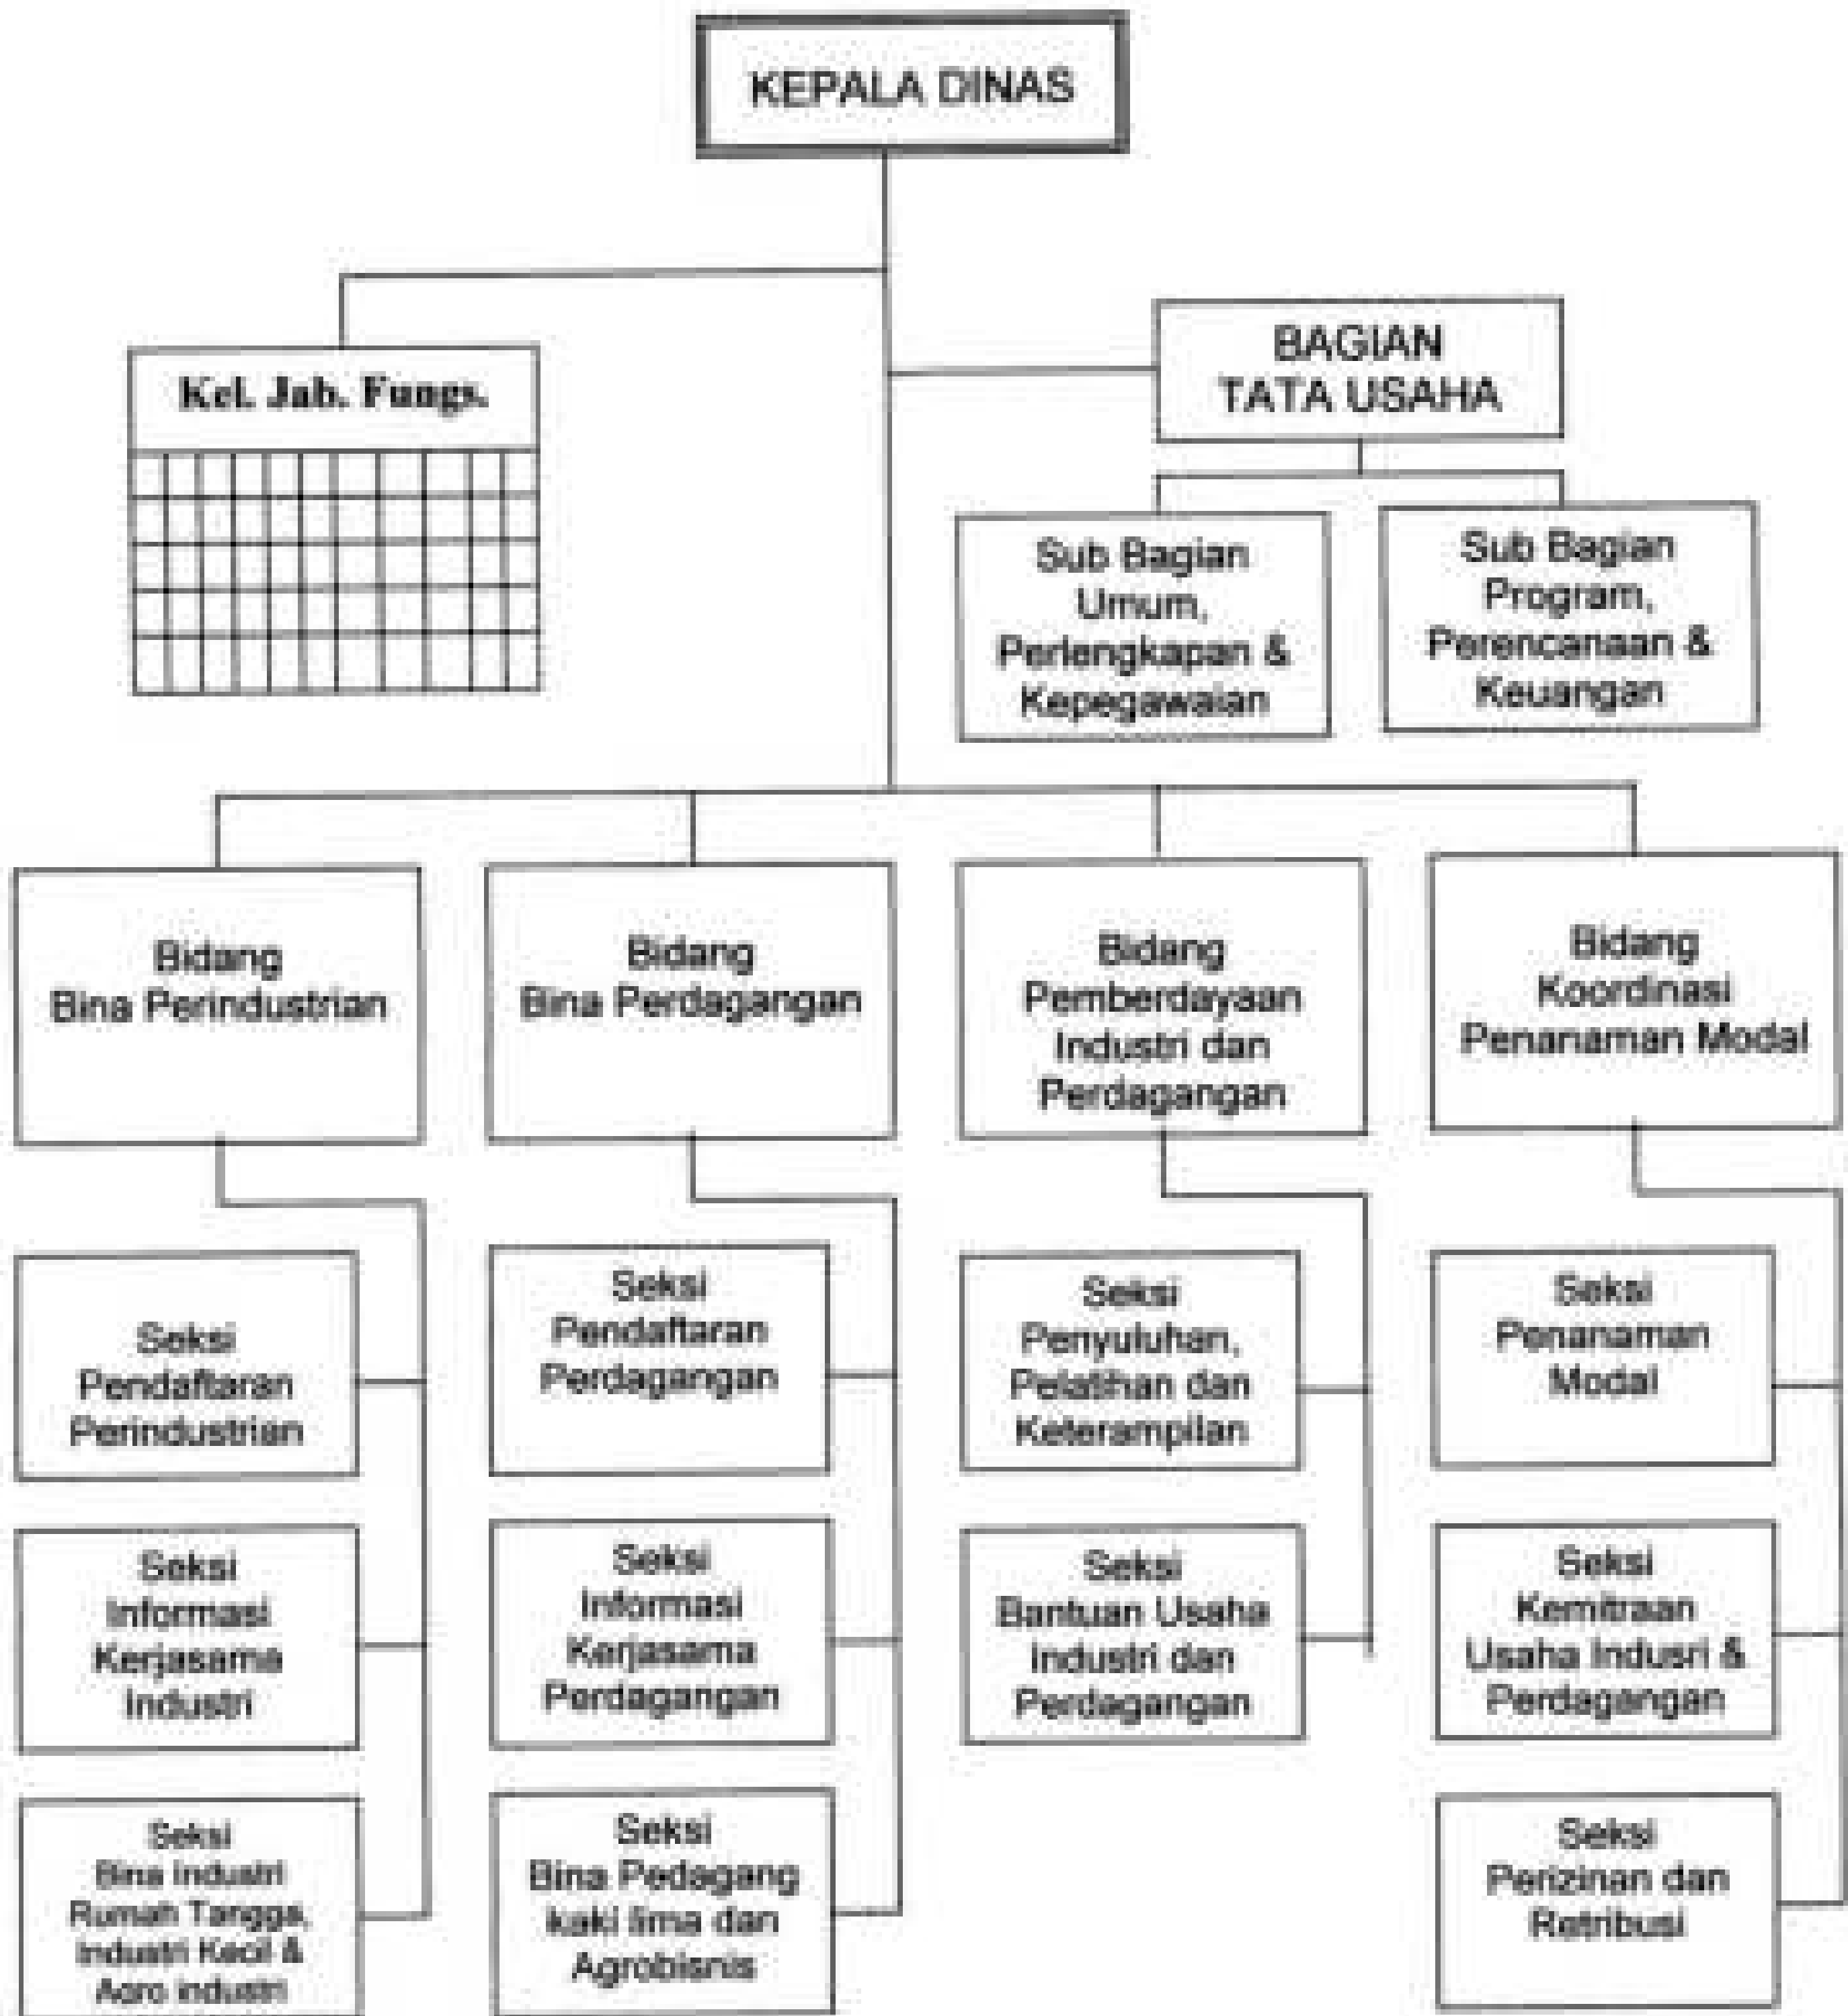 KEPALA DINAS
Kel. Jab. Fungs.
BAGIAN
TATA USAHA
Sub Bagian
Umum,
Perlengkapan &
Kepegawaian
Sub Bagian
Program,
Perencanaan &
Keuangan
Bidang
Bina Perindustrian
Bidang
Bina Perdagangan
Bidang
Pemberdayaan
Industri dan
Perdagangan
Bidang
Koordinasi
Penanaman Modal
Seksi
Pendaftaran
Perindustrian
Seksi
Pendaftaran
Perdagangan
Seksi
Penyuluhan,
Pelatihan dan
Keterampilan
Seksi
Penanaman
Modal
Seksi
Informasi
Kerjasama
Industri
Seksi
Informasi
Kerjasama
Perdagangan
Seksi
Bantuan Usaha
Industri dan
Perdagangan
Seksi
Kemitraan
Usaha Indusri &
Perdagangan
Seksi
Bina Industri
Rumah Tangga,
Industri Kecil &
Agro industri
Seksi
Bina Pedagang
kaki lima dan
Agrobisnis
Seksi
Perizinan dan
Retribusi